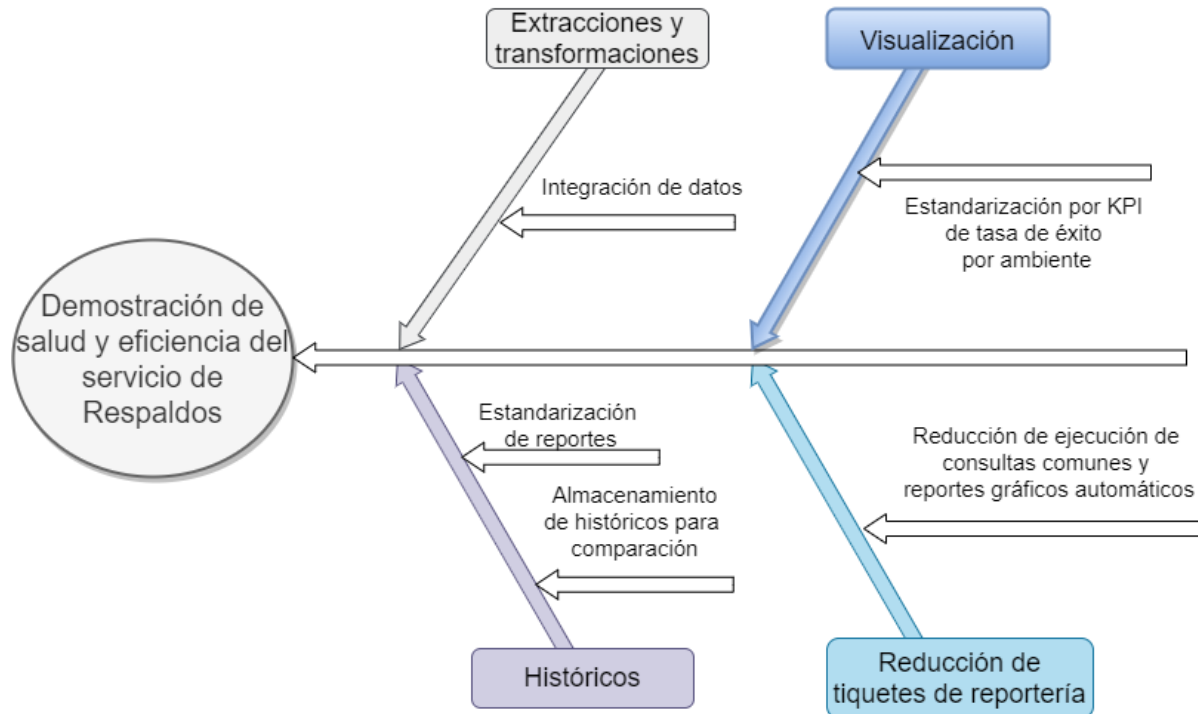 Extracciones y
transformaciones
Visualización
Integración de datos
Estandarización por KPI
de tasa de éxito
por ambiente
Demostración de
salud y eficiencia del
servicio de
Respaldos
Estandarización
de reportes
Almacenamiento
de históricos para
comparación
Reducción de ejecución de
consultas comunes y
reportes gráficos automáticos
Históricos
Reducción de
tiquetes de reportería